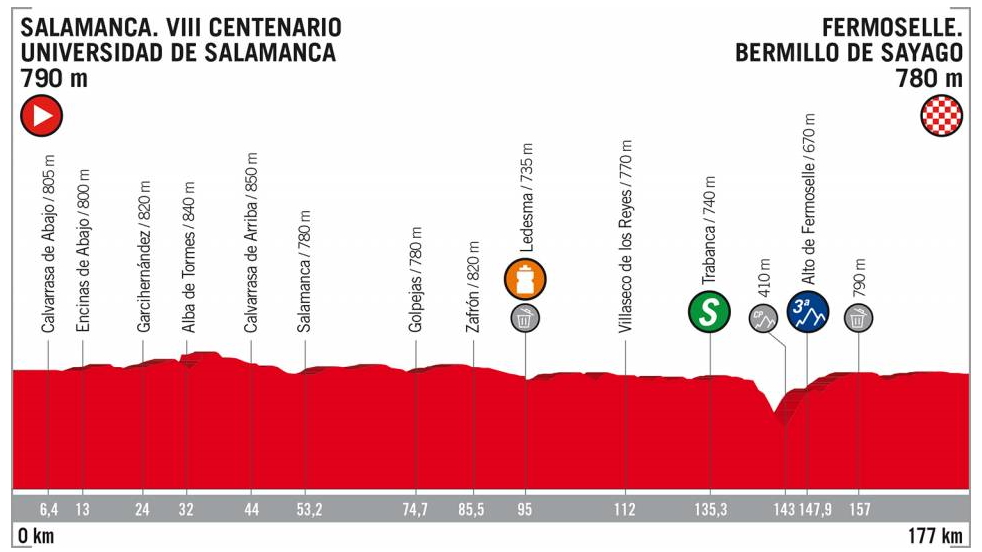 SALAMANCA. VIII CENTENARIO
UNIVERSIDAD DE SALAMANCA
790 m
FERMOSELLE.
BERMILLO DE SAYAGO
780 m
Calvarrasa de Abajo / 805 m
Encinas de Abajo / 800 m
Garcihernández / 820 m
Alba de Tormes / 840 m
Calvarrasa de Arriba / 850 m
Salamanca / 780 m
Golpejas / 780 m
Zafrón / 820 m
Ledesma / 735 m
Villaseco de los Reyes / 770 m
Trabanca / 740 m
S
410 m
CP
Alto de Fermoselle / 670 m
3ª
790 m
6,4 13 24 32 44 53,2 74,7 85,5 95 112 135,3 143 147,9 157
0 km
177 km